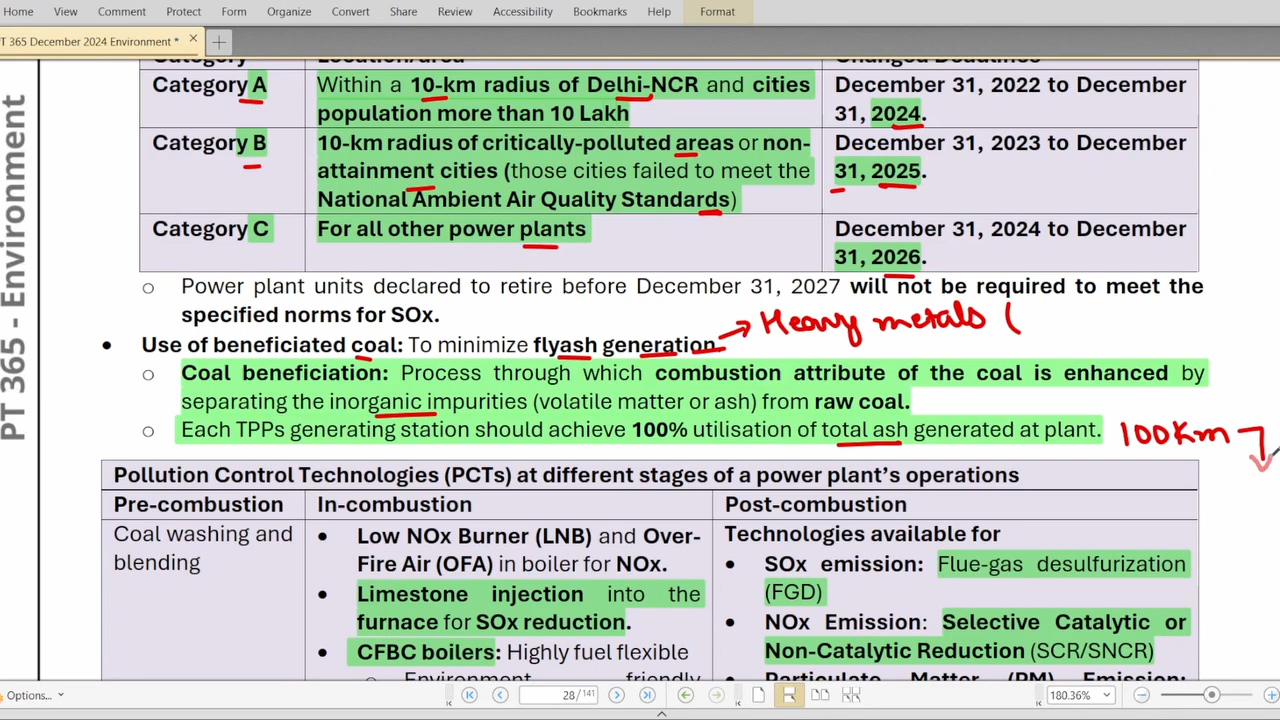 Home View Comment Protect Form Organize Convert Share Review Accessibility Bookmarks Help Format
PT 365 December 2024 Environment *
Category A
Within a 10-km radius of Delhi-NCR and cities
population more than 10 Lakh
December 31, 2022 to December
31, 2024.
Category B
10-km radius of critically-polluted areas or non-
attainment cities (those cities failed to meet the
National Ambient Air Quality Standards)
December 31, 2023 to December
31, 2025.
Category C
For all other power plants
December 31, 2024 to December
31, 2026.
○ Power plant units declared to retire before December 31, 2027 will not be required to meet the
specified norms for SOx.
→ Heavy metals (
• Use of beneficiated coal: To minimize flyash generation.
○ Coal beneficiation: Process through which combustion attribute of the coal is enhanced by
separating the inorganic impurities (volatile matter or ash) from raw coal.
○ Each TPPs generating station should achieve 100% utilisation of total ash generated at plant.
100Km
Pollution Control Technologies (PCTs) at different stages of a power plant’s operations
Pre-combustion In-combustion Post-combustion
Coal washing and
blending
• Low NOx Burner (LNB) and Over-
Fire Air (OFA) in boiler for NOx.
• Limestone injection into the
furnace for SOx reduction.
• CFBC boilers: Highly fuel flexible
○ Environment friendly
Technologies available for
• SOx emission: Flue-gas desulfurization
(FGD)
• NOx Emission: Selective Catalytic or
Non-Catalytic Reduction (SCR/SNCR)
• Particulate Matter (PM) Emission:
PT 365 - Environment
Options...
28 /141
180.36%